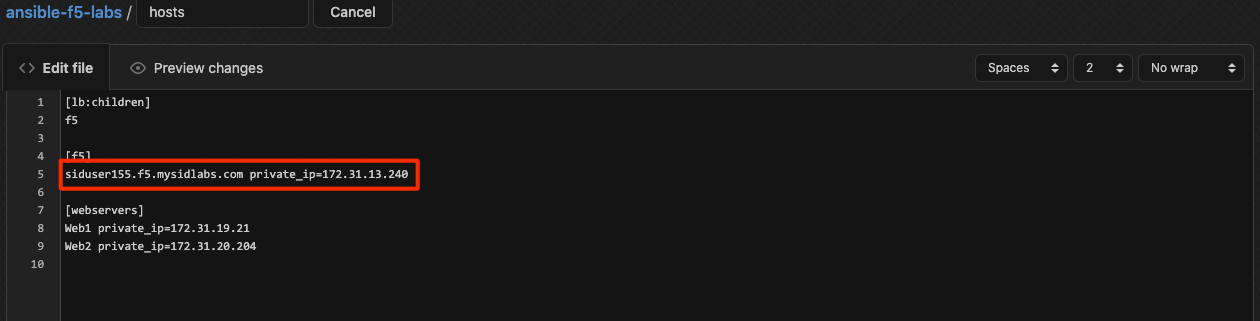 ansible-f5-labs / hosts Cancel
<> Edit file Preview changes Spaces 2 No wrap
1 [lb:children]
2 f5
3
4 [f5]
5 siduser155.f5.mysidlabs.com private_ip=172.31.13.240
6
7 [webservers]
8 Web1 private_ip=172.31.19.21
9 Web2 private_ip=172.31.20.204
10